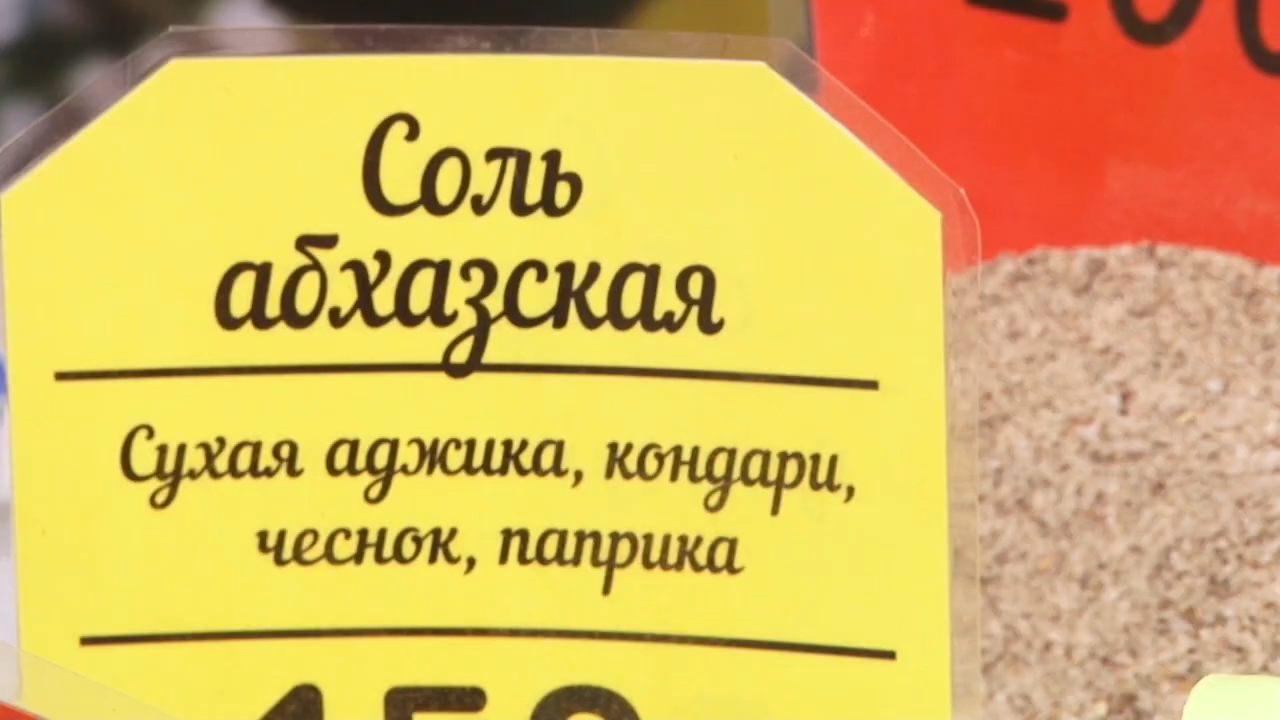 Соль
абхазская
Сухая аджика, кондари,
чеснок, паприка